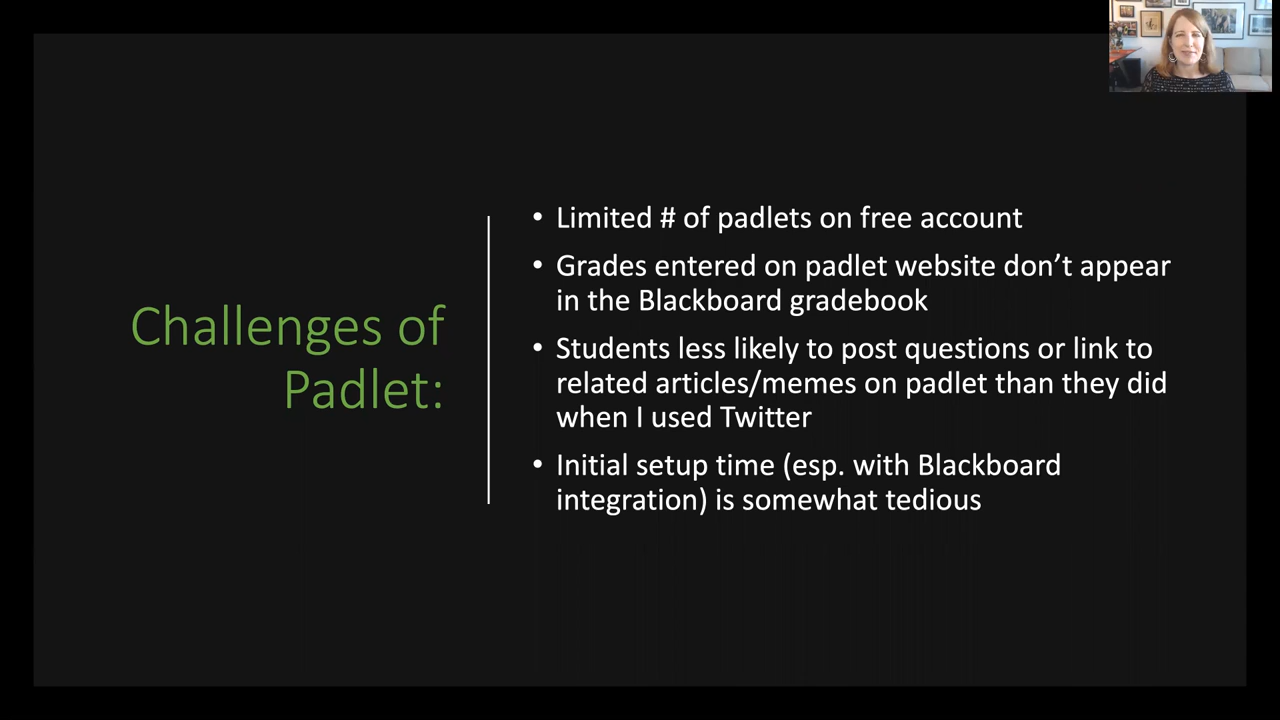 Challenges of
Padlet:
• Limited # of padlets on free account
• Grades entered on padlet website don’t appear
in the Blackboard gradebook
• Students less likely to post questions or link to
related articles/memes on padlet than they did
when I used Twitter
• Initial setup time (esp. with Blackboard
integration) is somewhat tedious